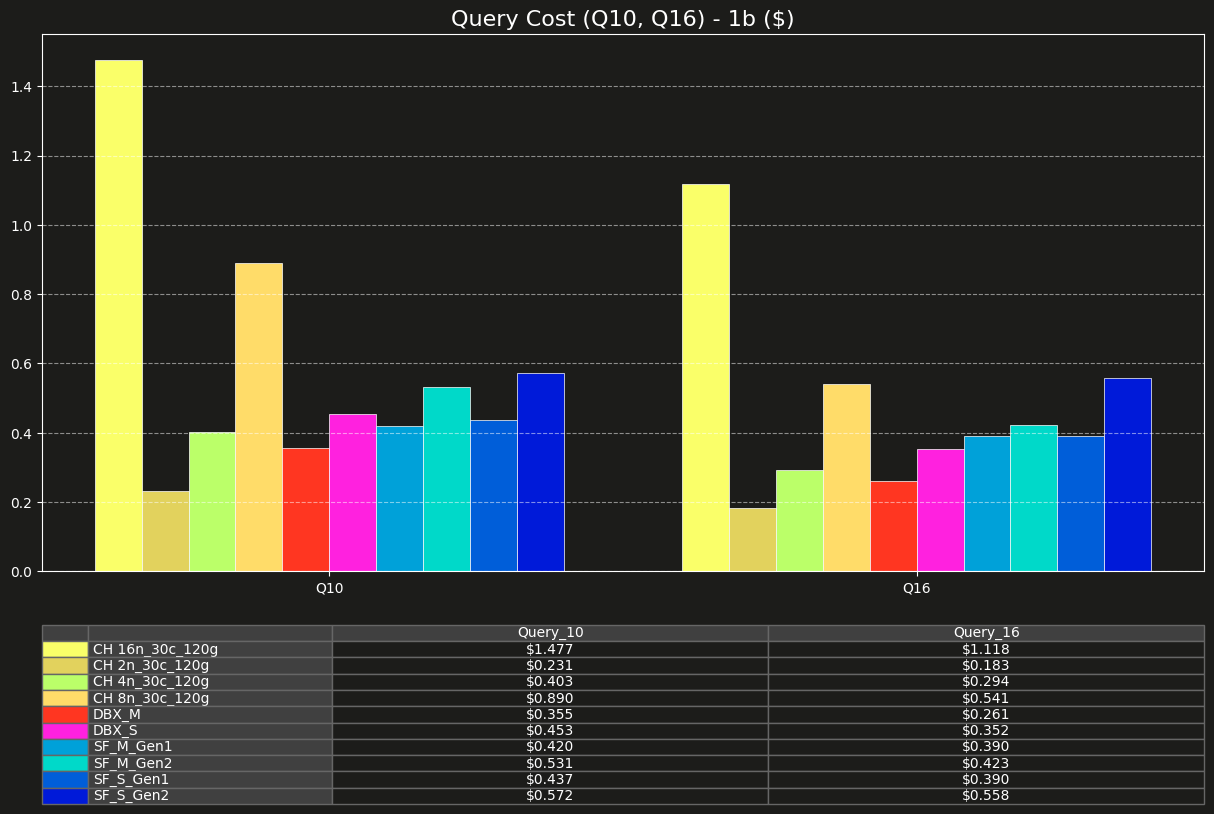 Query Cost (Q10, Q16) - 1b ($)
1.4
1.2
1.0
0.8
0.6
0.4
0.2
0.0
Q10 Q16
Query_10 Query_16
CH 16n_30c_120g $1.477 $1.118
CH 2n_30c_120g $0.231 $0.183
CH 4n_30c_120g $0.403 $0.294
CH 8n_30c_120g $0.890 $0.541
DBX_M $0.355 $0.261
DBX_S $0.453 $0.352
SF_M_Gen1 $0.420 $0.390
SF_M_Gen2 $0.531 $0.423
SF_S_Gen1 $0.437 $0.390
SF_S_Gen2 $0.572 $0.558